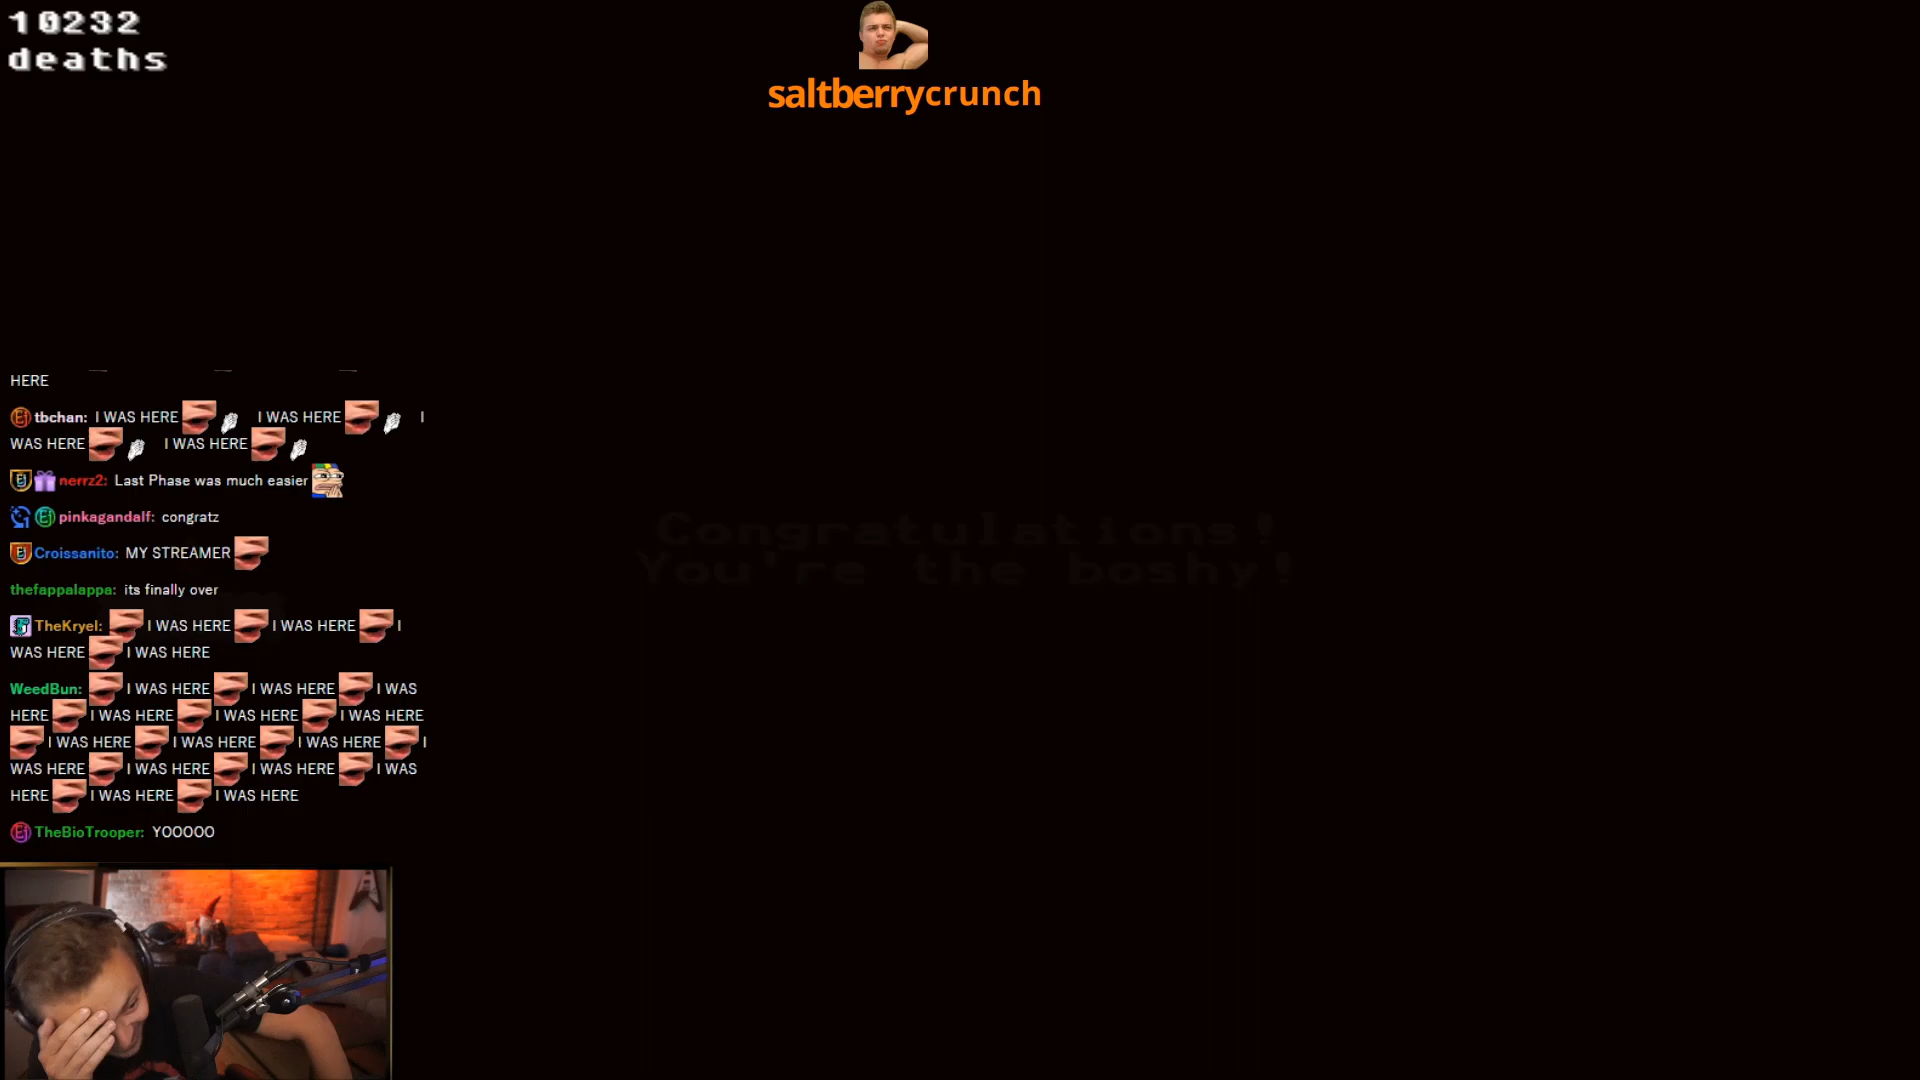 10232
deaths
saltberrycrunch
HERE
tbchan: I WAS HERE I WAS HERE I
WAS HERE I WAS HERE
nerrz2: Last Phase was much easier
pinkagandalf: congratz
Croissanito: MY STREAMER
thefappalappa: its finally over
TheKryel: I WAS HERE I WAS HERE I
WAS HERE I WAS HERE
WeedBun: I WAS HERE I WAS HERE I WAS
HERE I WAS HERE I WAS HERE I WAS HERE
I WAS HERE I WAS HERE I WAS HERE I
WAS HERE I WAS HERE I WAS HERE I WAS
HERE I WAS HERE I WAS HERE
TheBioTrooper: YOOOOO
Congratulations!
You're the boshy!